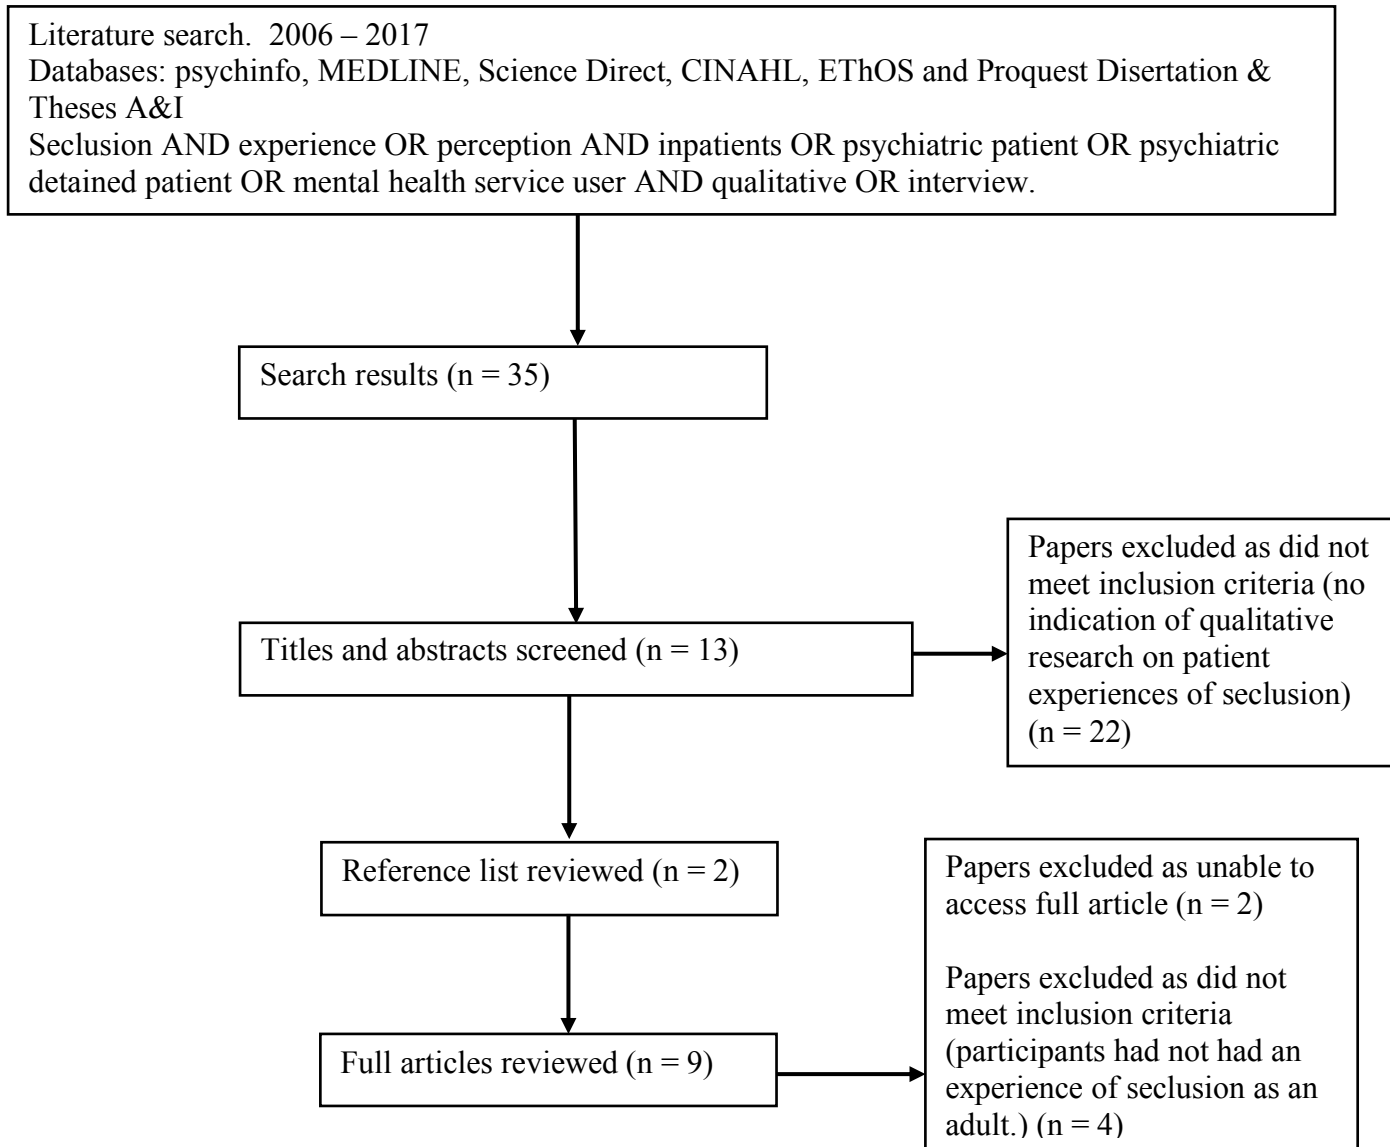 Literature search.  2006 – 2017
Databases: psychinfo, MEDLINE, Science Direct, CINAHL, EThOS and Proquest Disertation &
Theses A&I
Seclusion AND experience OR perception AND inpatients OR psychiatric patient OR psychiatric
detained patient OR mental health service user AND qualitative OR interview.
Search results (n = 35)
Titles and abstracts screened (n = 13)
Papers excluded as did not
meet inclusion criteria (no
indication of qualitative
research on patient
experiences of seclusion)
(n = 22)
Reference list reviewed (n = 2)
Full articles reviewed (n = 9)
Papers excluded as unable to
access full article (n = 2)
Papers excluded as did not
meet inclusion criteria
(participants had not had an
experience of seclusion as an
adult.) (n = 4)